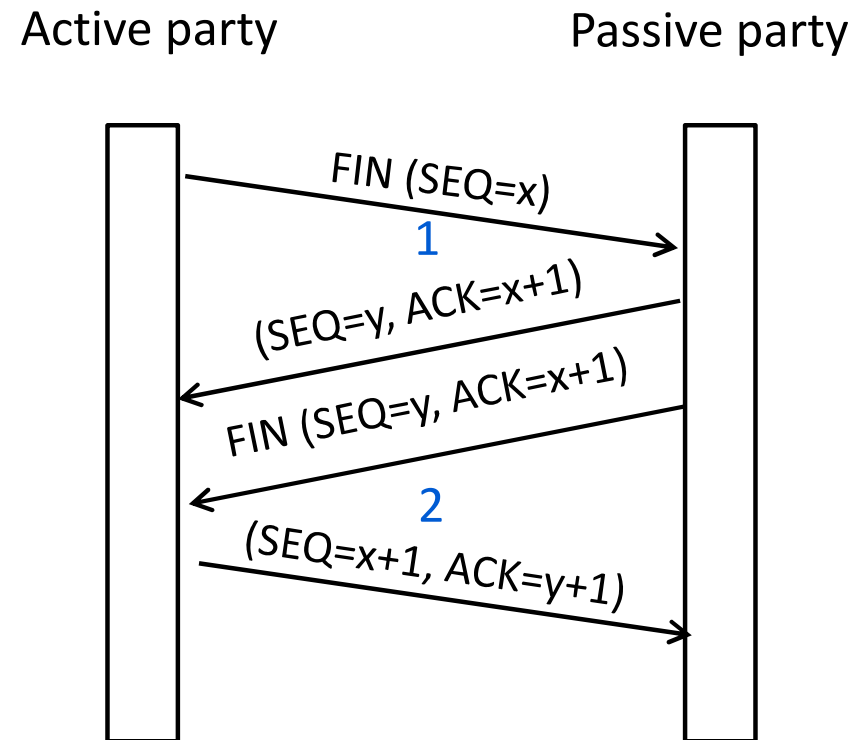 Active party
Passive party
FIN (SEQ=x)
1
(SEQ=y, ACK=x+1)
FIN (SEQ=y, ACK=x+1)
2
(SEQ=x+1, ACK=y+1)